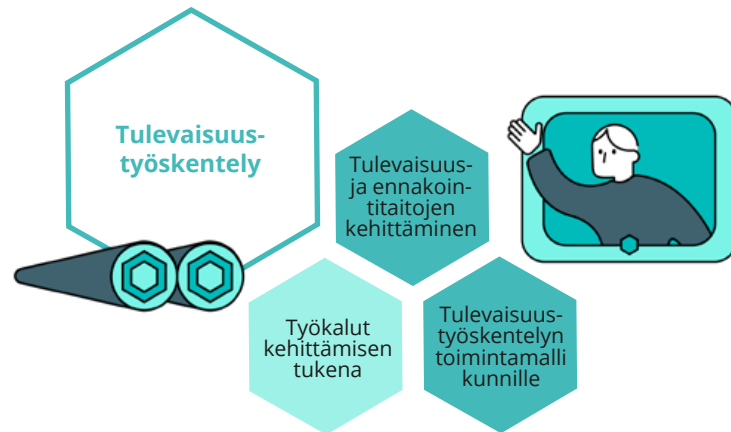 Tulevaisuus-
työskentely
Tulevaisuus-
ja ennakoin-
titaitojen
kehittäminen
Työkalut
kehittämisen
tukena
Tulevaisuus-
työskentelyn
toimintamalli
kunnille